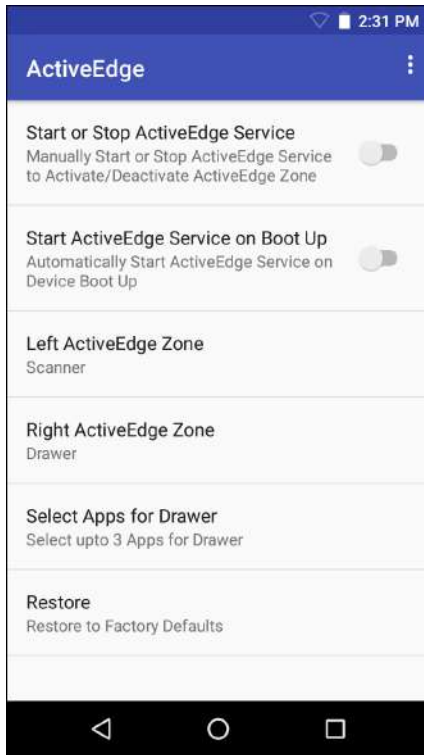 2:31 PM
ActiveEdge
Start or Stop ActiveEdge Service
Manually Start or Stop ActiveEdge Service
to Activate/Deactivate ActiveEdge Zone
Start ActiveEdge Service on Boot Up
Automatically Start ActiveEdge Service on
Device Boot Up
Left ActiveEdge Zone
Scanner
Right ActiveEdge Zone
Drawer
Select Apps for Drawer
Select upto 3 Apps for Drawer
Restore
Restore to Factory Defaults